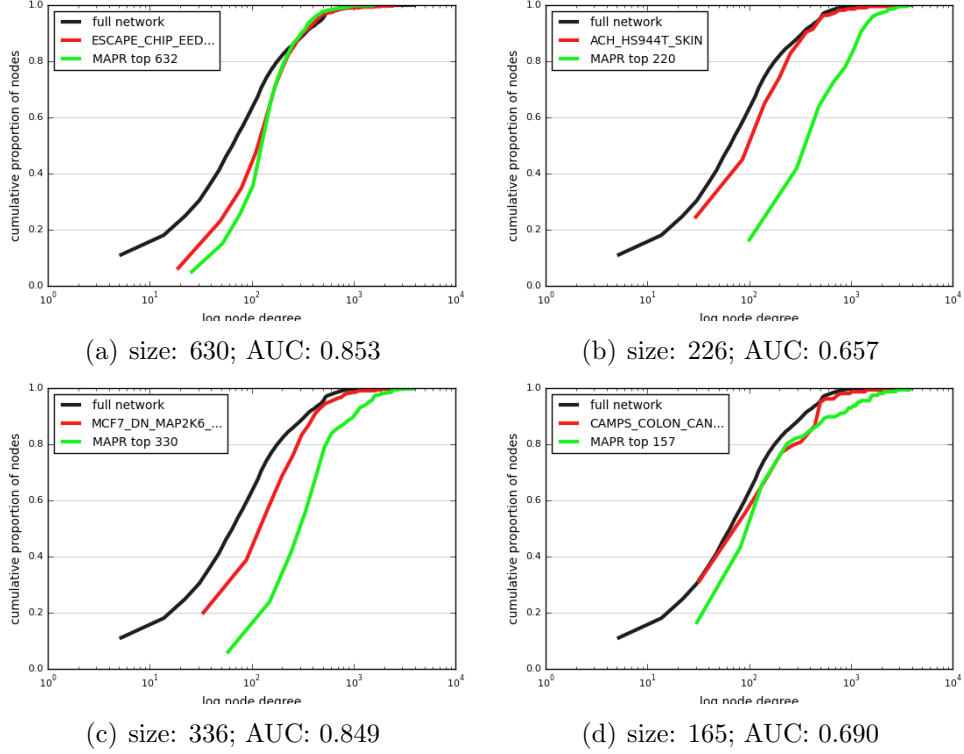 1.0
0.8
0.6
0.4
0.2
0.0
cumulative proportion of nodes
full network
ESCAPE_CHIP_EED...
MAPR top 632
10^0 10^1 10^2 10^3 10^4
log node degree
(a) size: 630; AUC: 0.853
1.0
0.8
0.6
0.4
0.2
0.0
cumulative proportion of nodes
full network
ACH_HS944T_SKIN
MAPR top 220
10^0 10^1 10^2 10^3 10^4
log node degree
(b) size: 226; AUC: 0.657
1.0
0.8
0.6
0.4
0.2
0.0
cumulative proportion of nodes
full network
MCF7_DN_MAP2K6_...
MAPR top 330
10^0 10^1 10^2 10^3 10^4
log node degree
(c) size: 336; AUC: 0.849
1.0
0.8
0.6
0.4
0.2
0.0
cumulative proportion of nodes
full network
CAMPS_COLON_CAN...
MAPR top 157
10^0 10^1 10^2 10^3 10^4
log node degree
(d) size: 165; AUC: 0.690